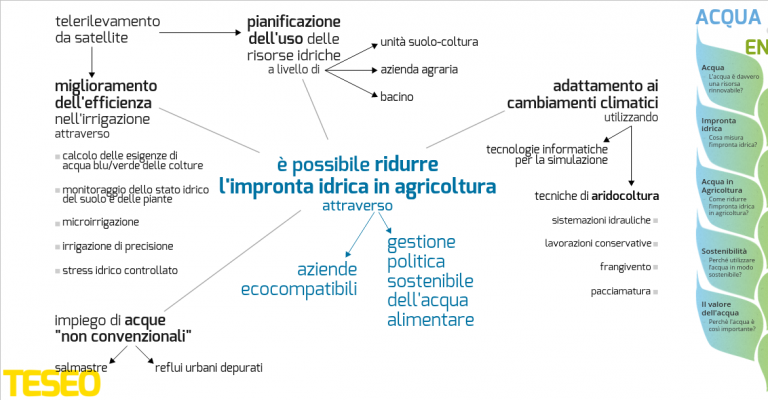 telerilevamento
da satellite
pianificazione
dell'uso delle
risorse idriche
a livello di
unità suolo-coltura
azienda agraria
bacino
miglioramento
dell'efficienza
nell'irrigazione
attraverso
calcolo delle esigenze di
acqua blu/verde delle colture
monitoraggio dello stato idrico
del suolo e delle piante
microirrigazione
irrigazione di precisione
stress idrico controllato
adattamento ai
cambiamenti climatici
utilizzando
tecnologie informatiche
per la simulazione
tecniche di aridocoltura
sistemazioni idrauliche
lavorazioni conservative
frangivento
pacciamatura
è possibile ridurre
l'impronta idrica in agricoltura
attraverso
aziende
ecocompatibili
gestione
politica
sostenibile
dell'acqua
alimentare
impiego di acque
"non convenzionali"
salmastre
reflui urbani depurati
TESEO
ACQUA
EN
Acqua
L'acqua è davvero
una risorsa
rinnovabile?
Impronta
idrica
Cosa misura
l'impronta idrica?
Acqua in
Agricoltura
Come ridurre
l'impronta idrica
in agricoltura?
Sostenibilità
Perché utilizzare
l'acqua in modo
sostenibile?
Il valore
dell'acqua
Perché l'acqua è
così importante?